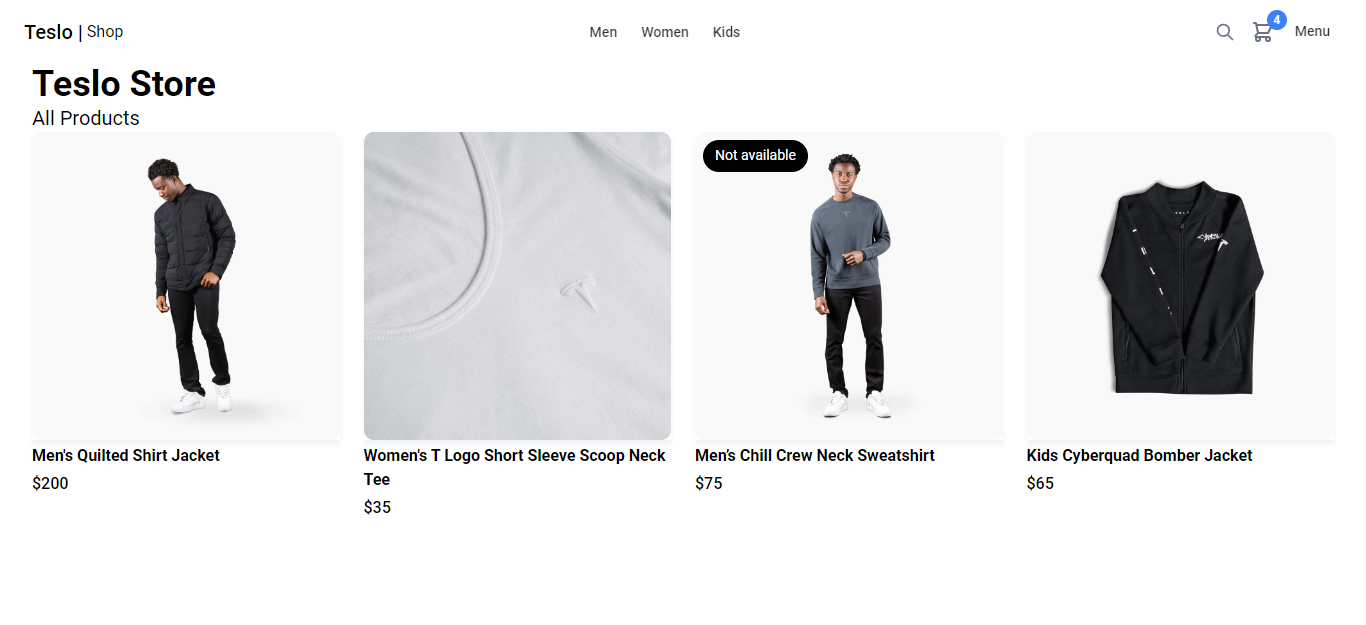 Teslo | Shop
Men
Women
Kids
4
Menu
Teslo Store
All Products
Not available
Men's Quilted Shirt Jacket
$200
Women's T Logo Short Sleeve Scoop Neck
Tee
$35
Men’s Chill Crew Neck Sweatshirt
$75
Kids Cyberquad Bomber Jacket
$65